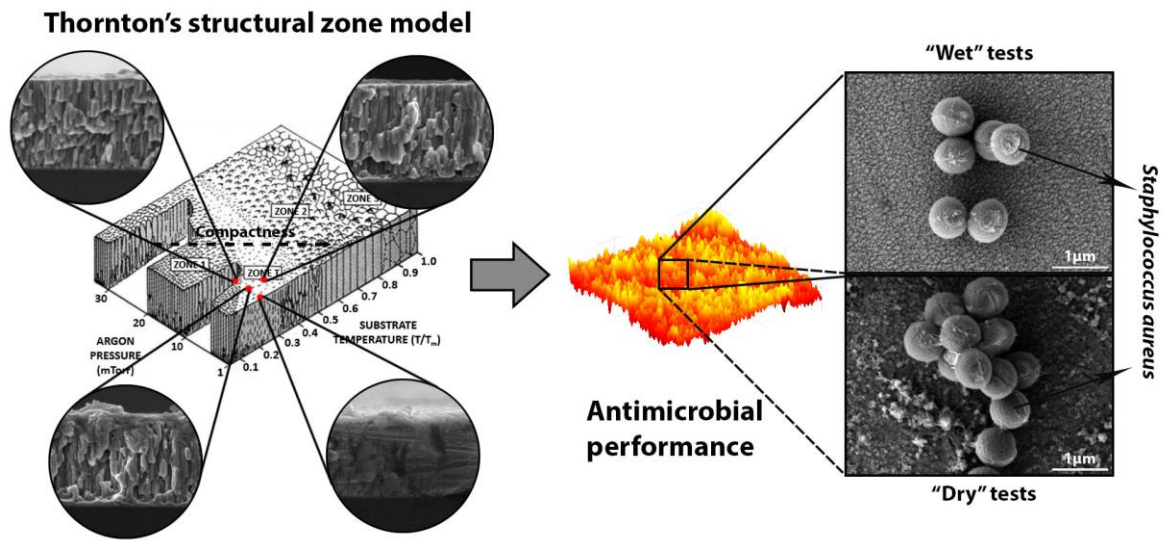 Thornton's structural zone model
ZONE 2
ZONE 3
Compactness
ZONE 1
ZONE T
30
20
10
1
ARGON
PRESSURE
(mTorr)
0.1
0.2
0.3
0.4
0.5
0.6
0.7
0.8
0.9
1.0
SUBSTRATE
TEMPERATURE (T/Tm)
Antimicrobial
performance
"Wet" tests
1µm
Staphylococcus aureus
1µm
"Dry" tests